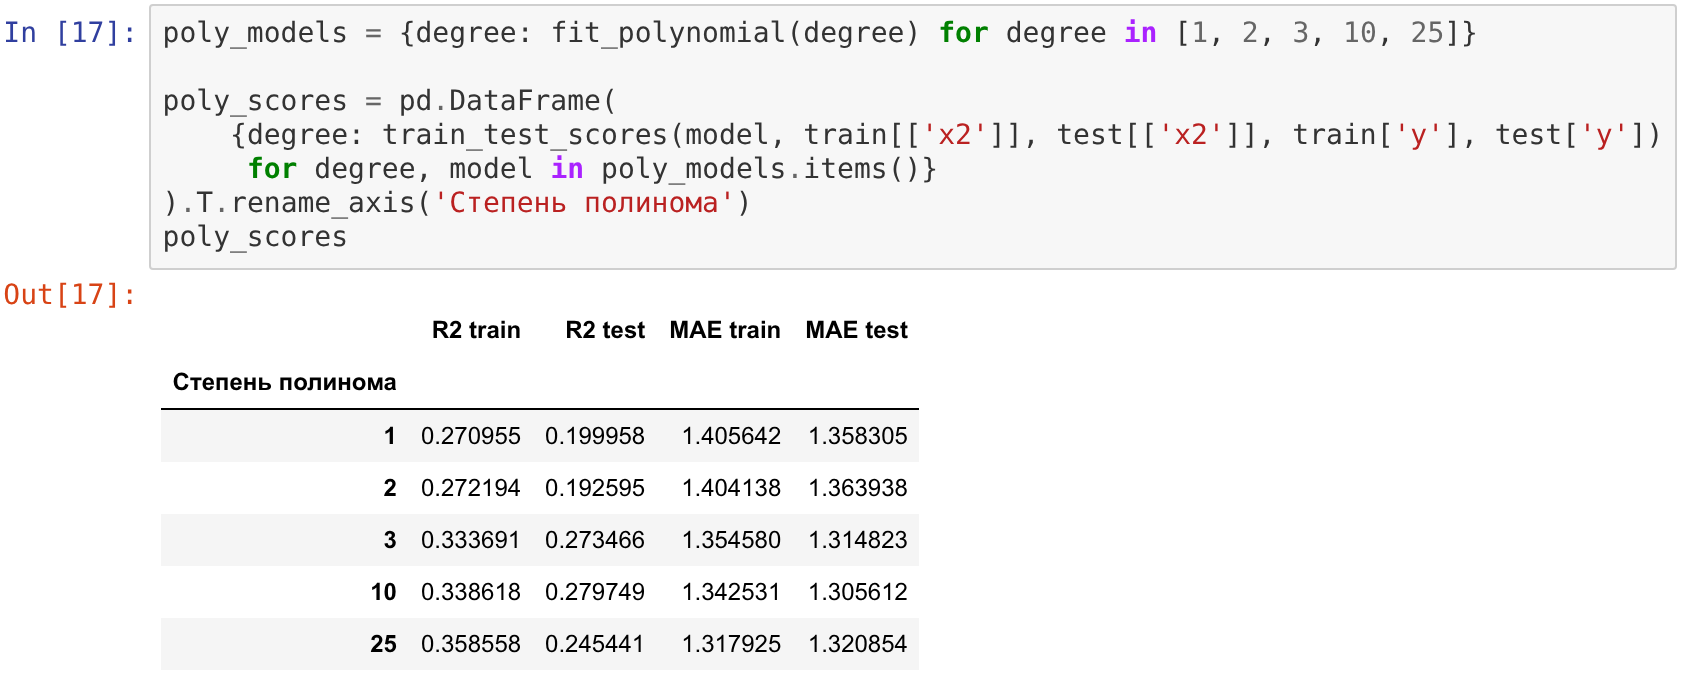 In [17]: poly_models = {degree: fit_polynomial(degree) for degree in [1, 2, 3, 10, 25]}
poly_scores = pd.DataFrame(
{degree: train_test_scores(model, train[['x2']], test[['x2']], train['y'], test['y'])
for degree, model in poly_models.items()}
).T.rename_axis('Степень полинома')
poly_scores
Out[17]:
R2 train R2 test MAE train MAE test
Степень полинома
1 0.270955 0.199958 1.405642 1.358305
2 0.272194 0.192595 1.404138 1.363938
3 0.333691 0.273466 1.354580 1.314823
10 0.338618 0.279749 1.342531 1.305612
25 0.358558 0.245441 1.317925 1.320854